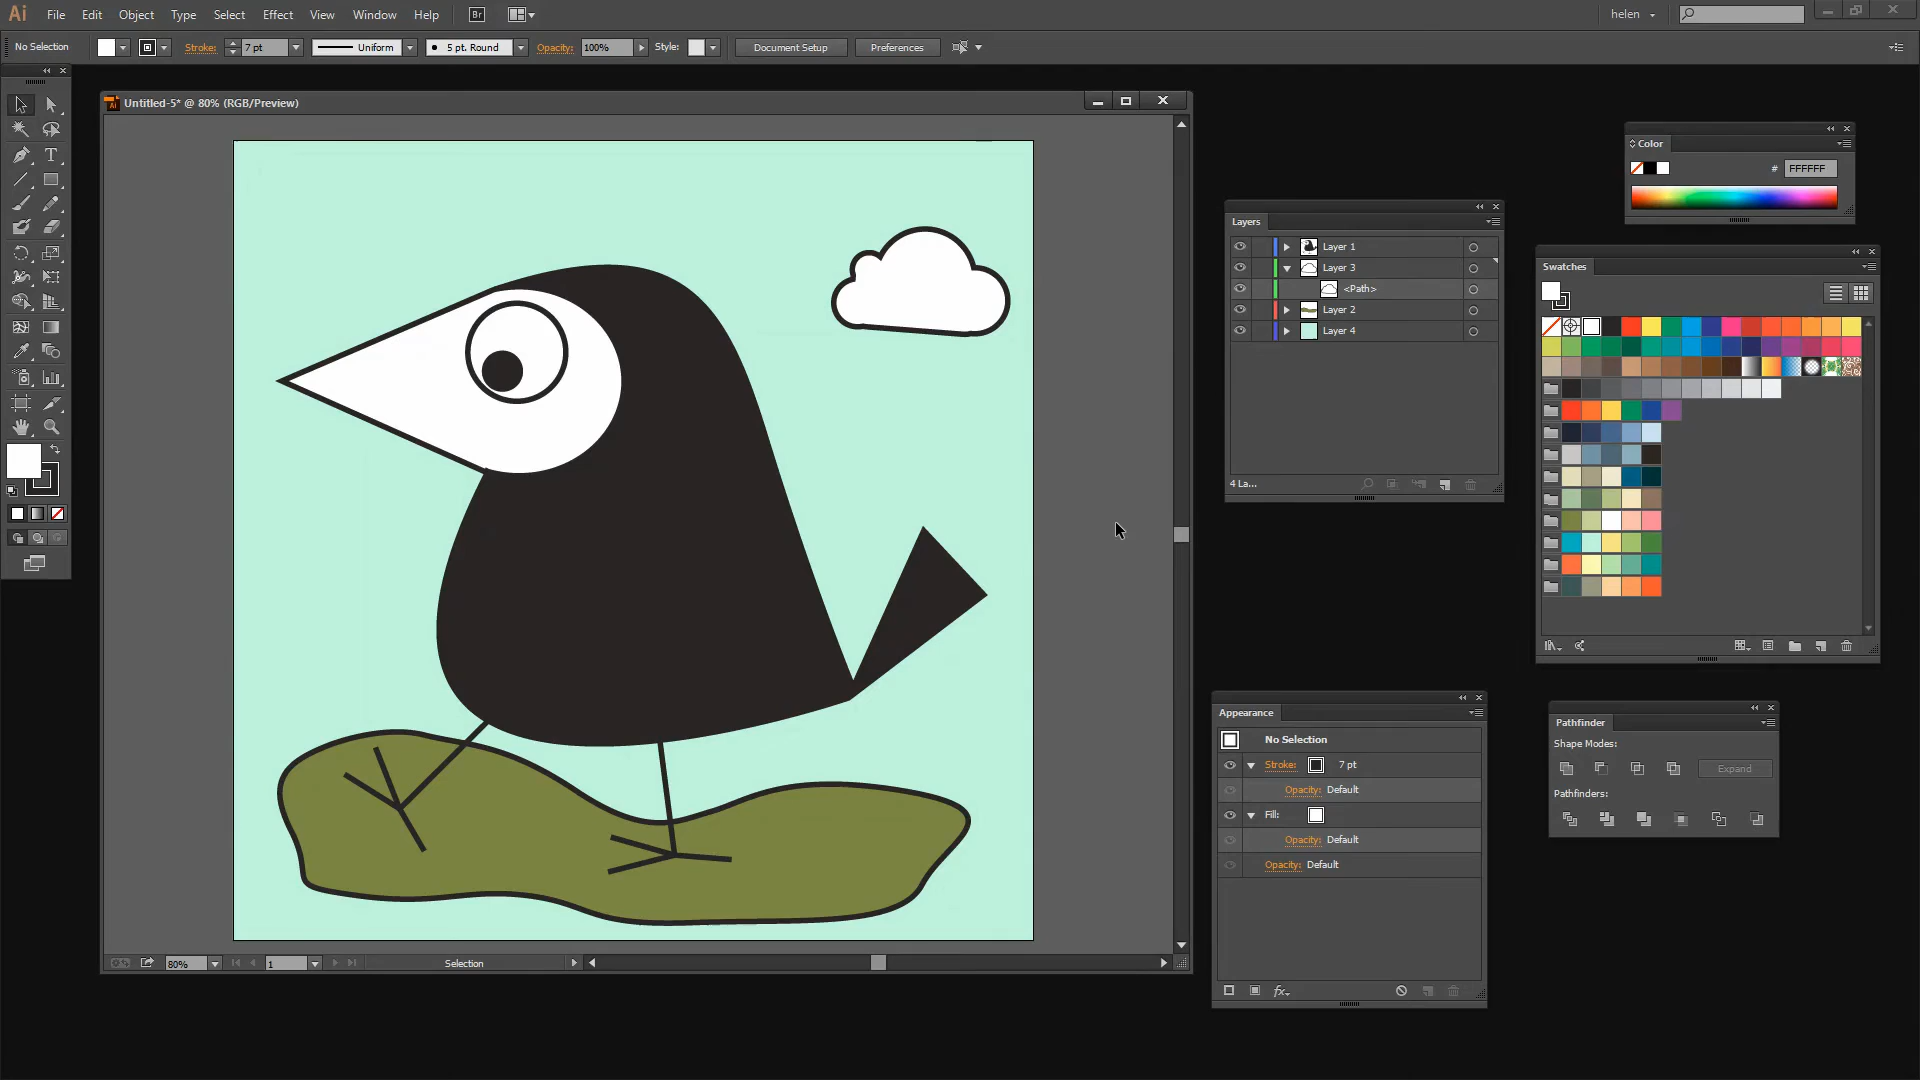 Ai File Edit Object Type Select Effect View Window Help Br helen
No Selection Stroke: 7 pt Uniform 5 pt. Round Opacity: 100% Style: Document Setup Preferences
Untitled-5* @ 80% (RGB/Preview)
Color
# FFFFFF
Layers
Layer 1
Layer 3
<Path>
Layer 2
Layer 4
4 La...
Swatches
Appearance
No Selection
Stroke: 7 pt
Opacity: Default
Fill:
Opacity: Default
Opacity: Default
fx
Pathfinder
Shape Modes:
Expand
Pathfinders:
80% 1 Selection